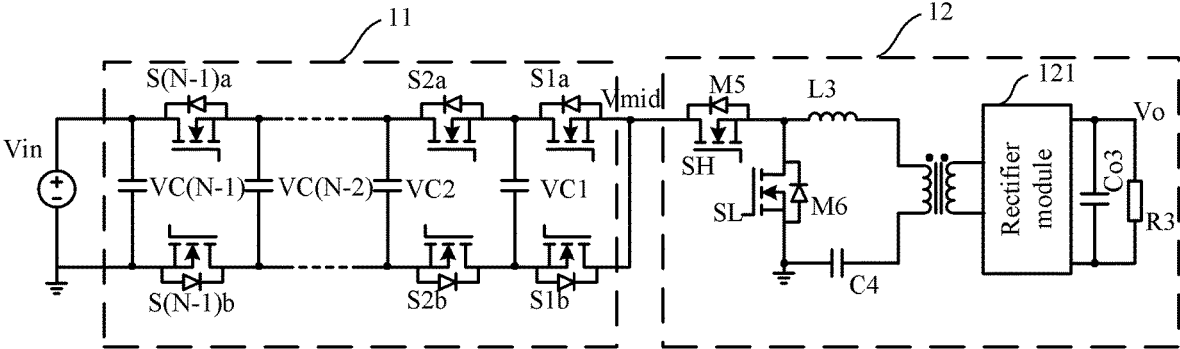 11
12
S(N-1)a
S2a
S1a
Vmid
M5
L3
121
Vo
Vin
VC(N-1)
VC(N-2)
VC2
VC1
SH
SL
M6
Rectifier
module
Co3
R3
C4
S(N-1)b
S2b
S1b